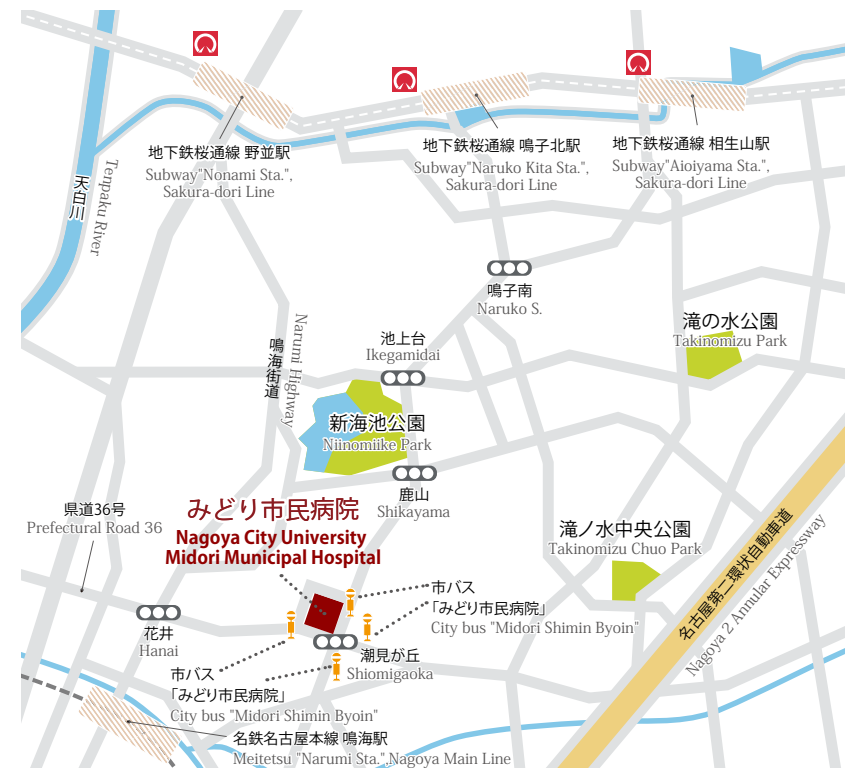 地下鉄桜通線 野並駅
Subway"Nonami Sta.",
Sakura-dori Line
地下鉄桜通線 鳴子北駅
Subway"Naruko Kita Sta.",
Sakura-dori Line
地下鉄桜通線 相生山駅
Subway"Aioiyama Sta.",
Sakura-dori Line
天白川
Tenpaku River
鳴子南
Naruko S.
池上台
Ikegamidai
滝の水公園
Takinomizu Park
鳴海街道
Narumi Highway
新海池公園
Niinomiike Park
鹿山
Shikayama
県道36号
Prefectural Road 36
みどり市民病院
Nagoya City University
Midori Municipal Hospital
滝ノ水中央公園
Takinomizu Chuo Park
名古屋第二環状自動車道
Nagoya 2 Annular Expressway
市バス
「みどり市民病院」
City bus "Midori Shimin Byoin"
花井
Hanai
潮見が丘
Shiomigaoka
市バス
「みどり市民病院」
City bus "Midori Shimin Byoin"
名鉄名古屋本線 鳴海駅
Meitetsu "Narumi Sta.",Nagoya Main Line